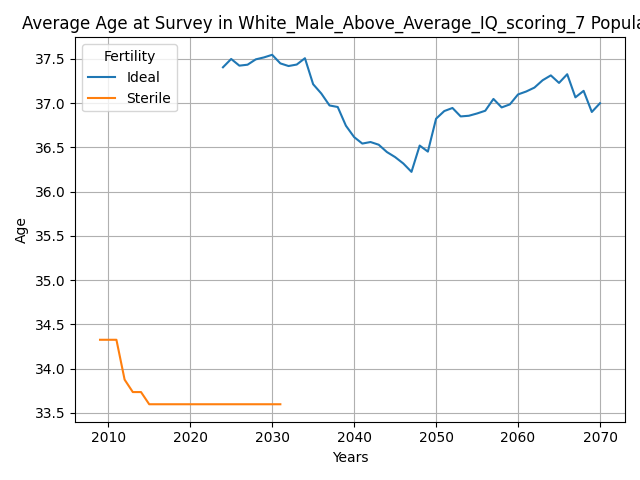 Average Age at Survey in White_Male_Above_Average_IQ_scoring_7 Popula
Fertility
Ideal
Sterile
37.5
37.0
36.5
36.0
35.5
35.0
34.5
34.0
33.5
Age
2010 2020 2030 2040 2050 2060 2070
Years